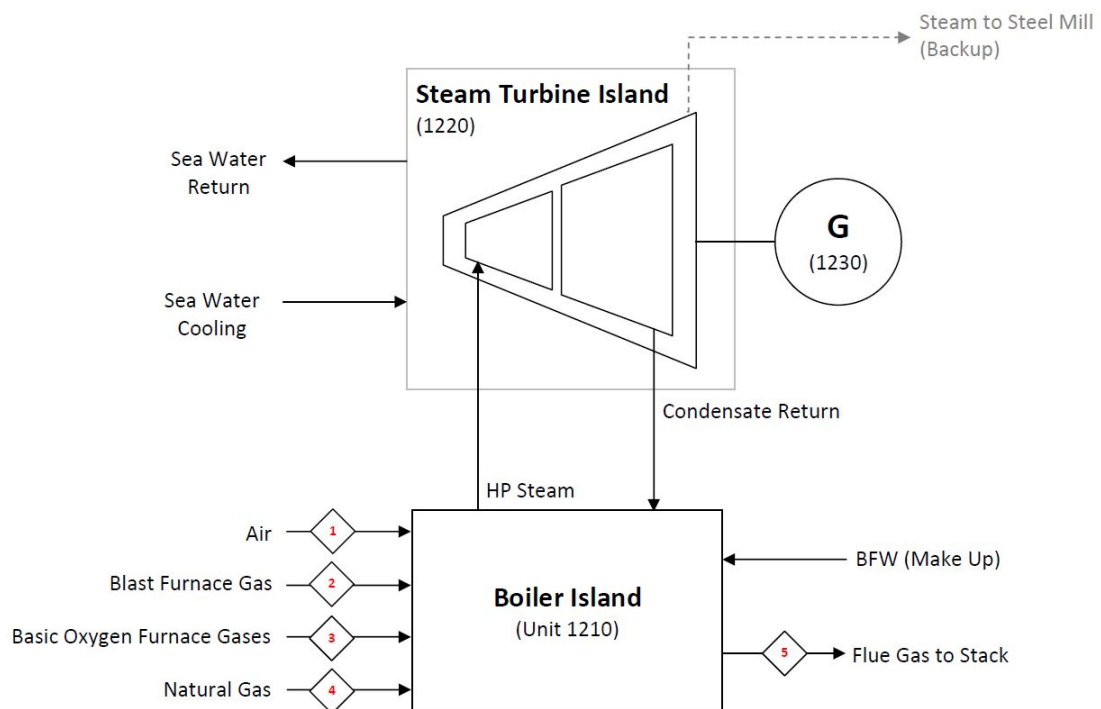 Steam to Steel Mill
(Backup)
Steam Turbine Island
(1220)
Sea Water
Return
G
(1230)
Sea Water
Cooling
Condensate Return
HP Steam
Air
1
BFW (Make Up)
Blast Furnace Gas
2
Boiler Island
(Unit 1210)
Basic Oxygen Furnace Gases
3
5
Flue Gas to Stack
Natural Gas
4